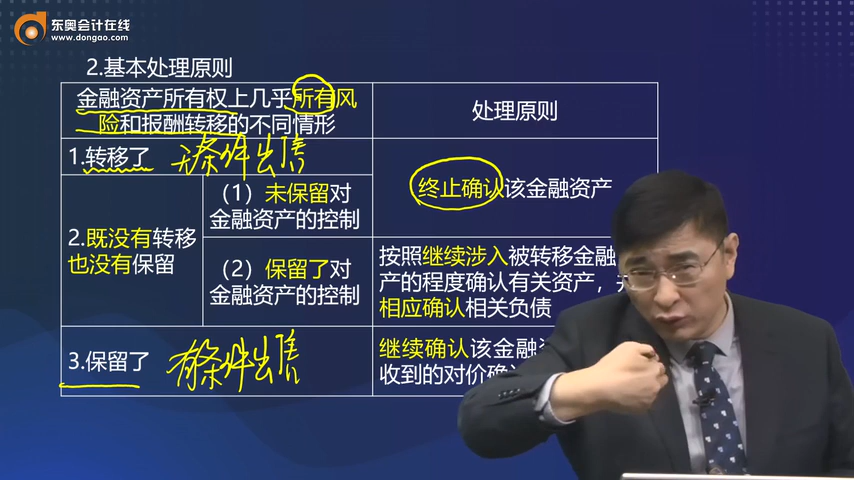 东奥会计在线
www.dongao.com
2.基本处理原则
金融资产所有权上几乎所有风
险和报酬转移的不同情形
处理原则
1.转移了
无条件出售
终止确认该金融资产
2.既没有转移
也没有保留
（1）未保留对
金融资产的控制
（2）保留了对
金融资产的控制
按照继续涉入被转移金融
产的程度确认有关资产，
相应确认相关负债
3.保留了
有条件出售
继续确认该金融
收到的对价确